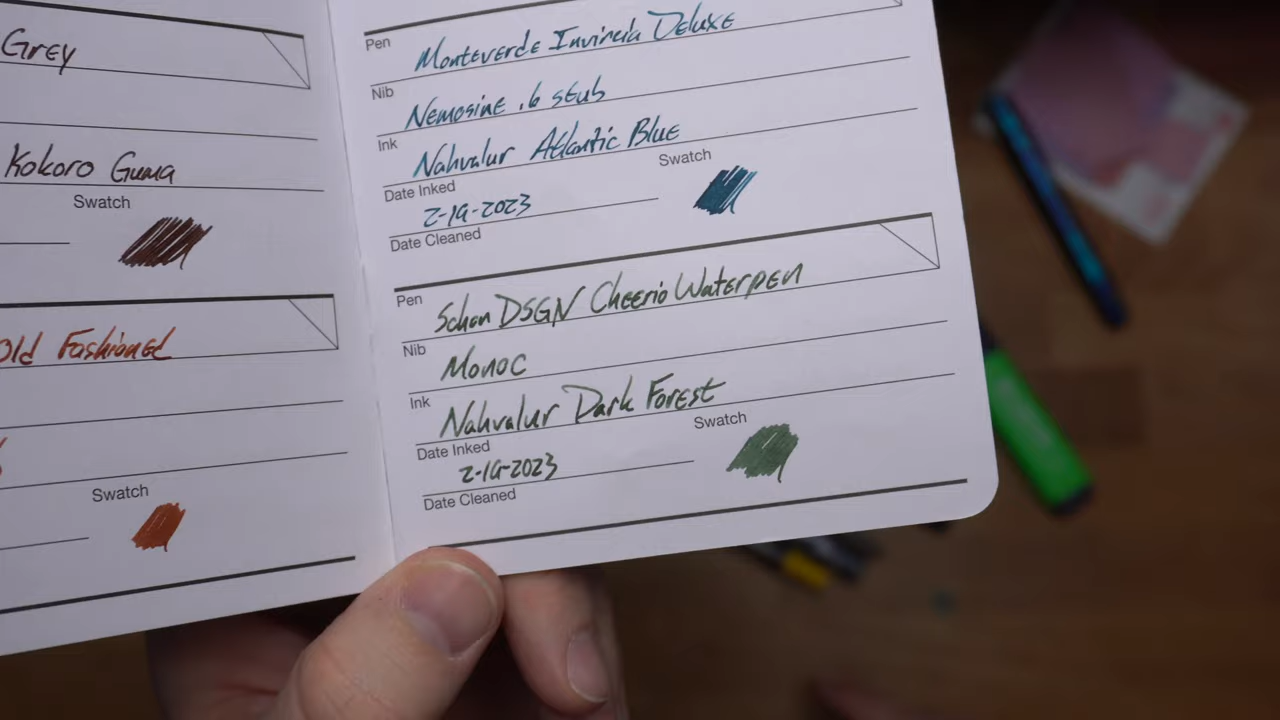 Grey
Kokoro Guma
Swatch
Old Fashioned
Swatch
Pen Monteverde Invincia Deluxe
Nib Nemosine .6 stub
Ink Nahvalur Atlantic Blue
Date Inked 2-19-2023
Swatch
Date Cleaned
Pen Schon DSGN Cheerio Waterpen
Nib Monoc
Ink Nahvalur Dark Forest
Date Inked 2-19-2023
Swatch
Date Cleaned